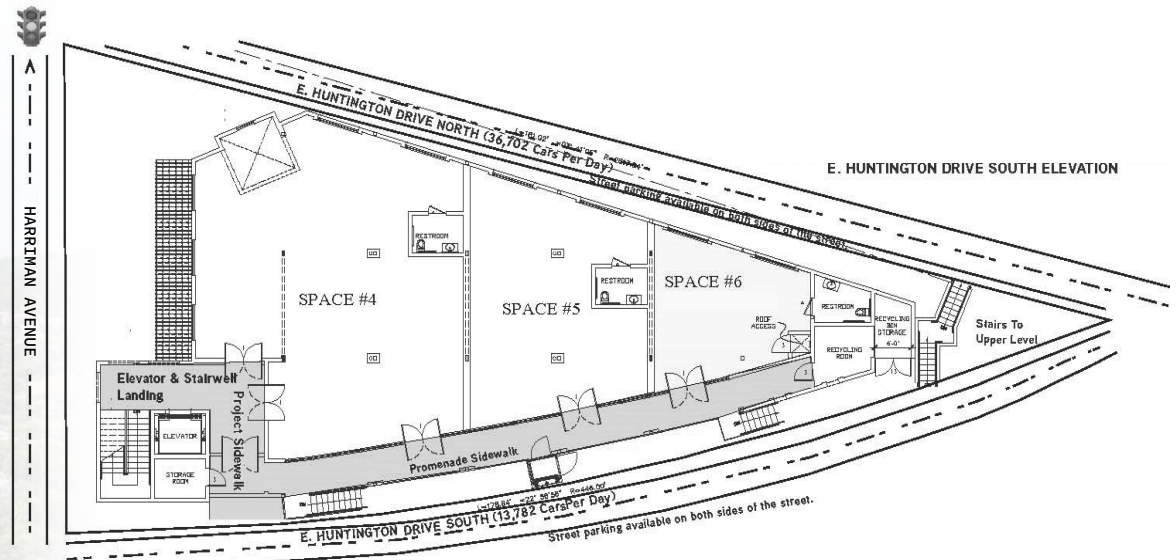 E. HUNTINGTON DRIVE NORTH (36,702 Cars Per Day)
Street parking available on both sides of the street.
E. HUNTINGTON DRIVE SOUTH ELEVATION
HARRIMAN AVENUE
RESTROOM
SPACE #4
RESTROOM
SPACE #5
SPACE #6
ROOF
ACCESS
RESTROOM
RECYCLING
BIN
STORAGE
6'-0"
RECYCLING
ROOM
Stairs To
Upper Level
Elevator & Stairwell
Landing
Project Sidewalk
ELEVATOR
STORAGE
ROOM
Promenade Sidewalk
E. HUNTINGTON DRIVE SOUTH (13,782 CarsPer Day)
Street parking available on both sides of the street.